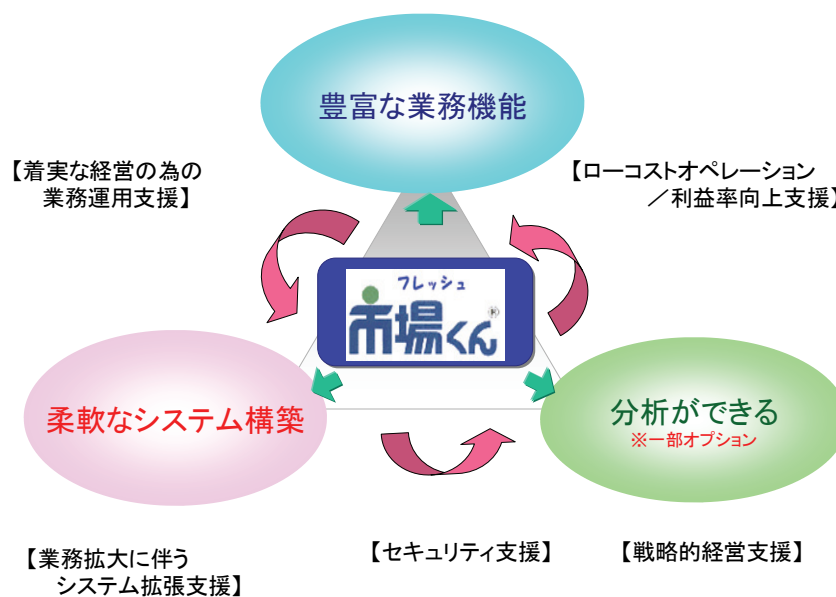 豊富な業務機能
【着実な経営の為の
業務運用支援】
【ローコストオペレーション
／利益率向上支援】
フレッシュ
市場くん®
柔軟なシステム構築
分析ができる
※一部オプション
【業務拡大に伴う
システム拡張支援】
【セキュリティ支援】
【戦略的経営支援】